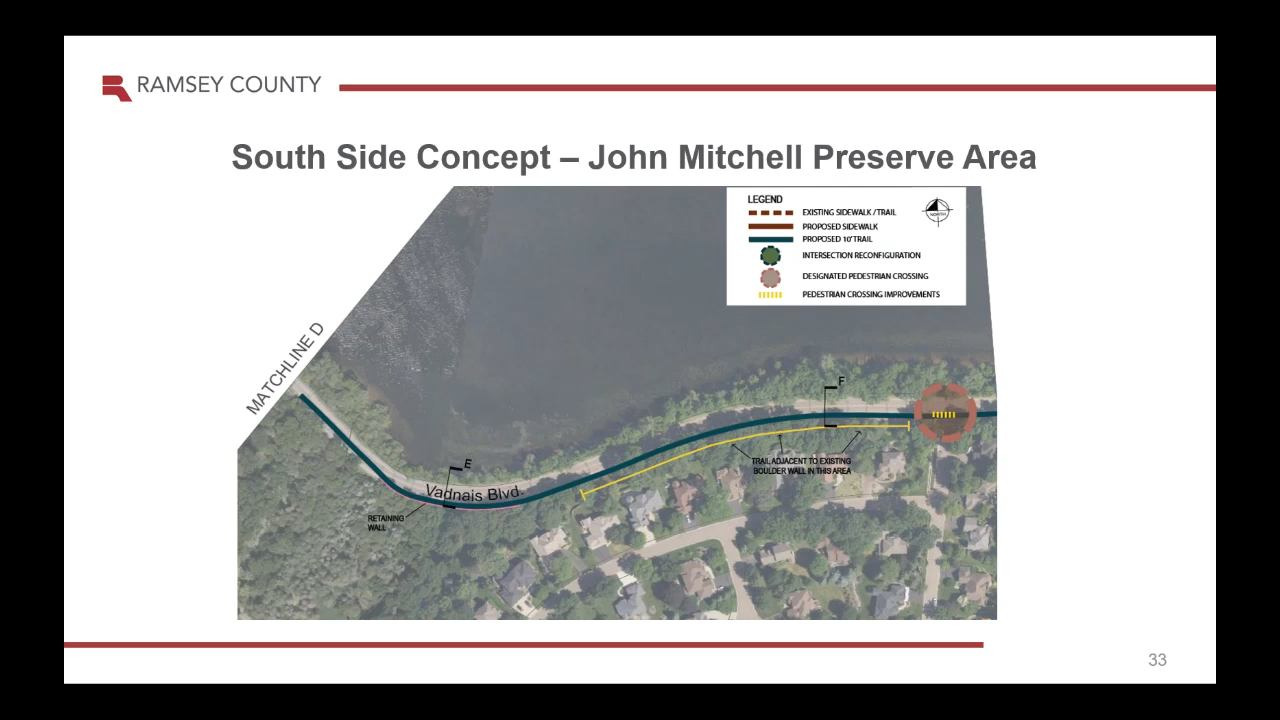 RAMSEY COUNTY
South Side Concept – John Mitchell Preserve Area
LEGEND
EXISTING SIDEWALK / TRAIL
PROPOSED SIDEWALK
PROPOSED 10' TRAIL
INTERSECTION RECONFIGURATION
DESIGNATED PEDESTRIAN CROSSING
PEDESTRIAN CROSSING IMPROVEMENTS
NORTH
MATCHLINE D
F
E
Vadnais Blvd.
TRAIL ADJACENT TO EXISTING
BOULDER WALL IN THIS AREA
RETAINING
WALL
33